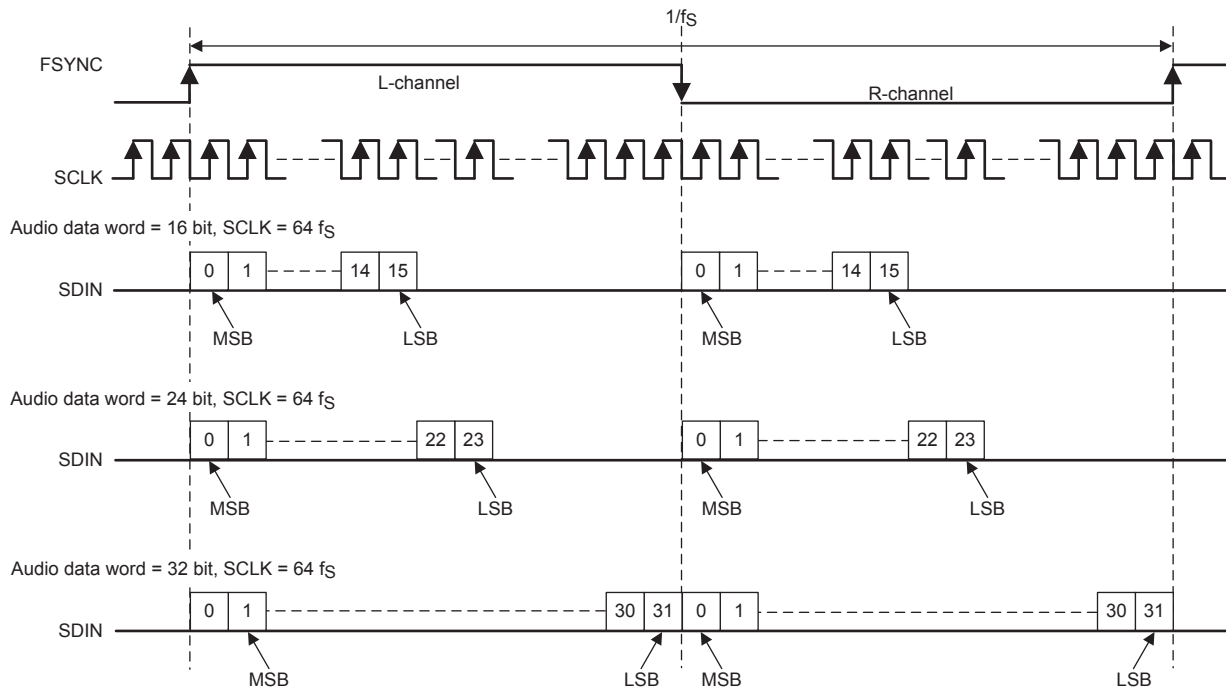 1/fS
FSYNC
L-channel
R-channel
SCLK
Audio data word = 16 bit, SCLK = 64 fS
SDIN
0 1 14 15 0 1 14 15
MSB LSB MSB LSB
Audio data word = 24 bit, SCLK = 64 fS
SDIN
0 1 22 23 0 1 22 23
MSB LSB MSB LSB
Audio data word = 32 bit, SCLK = 64 fS
SDIN
0 1 30 31 0 1 30 31
MSB LSB MSB LSB